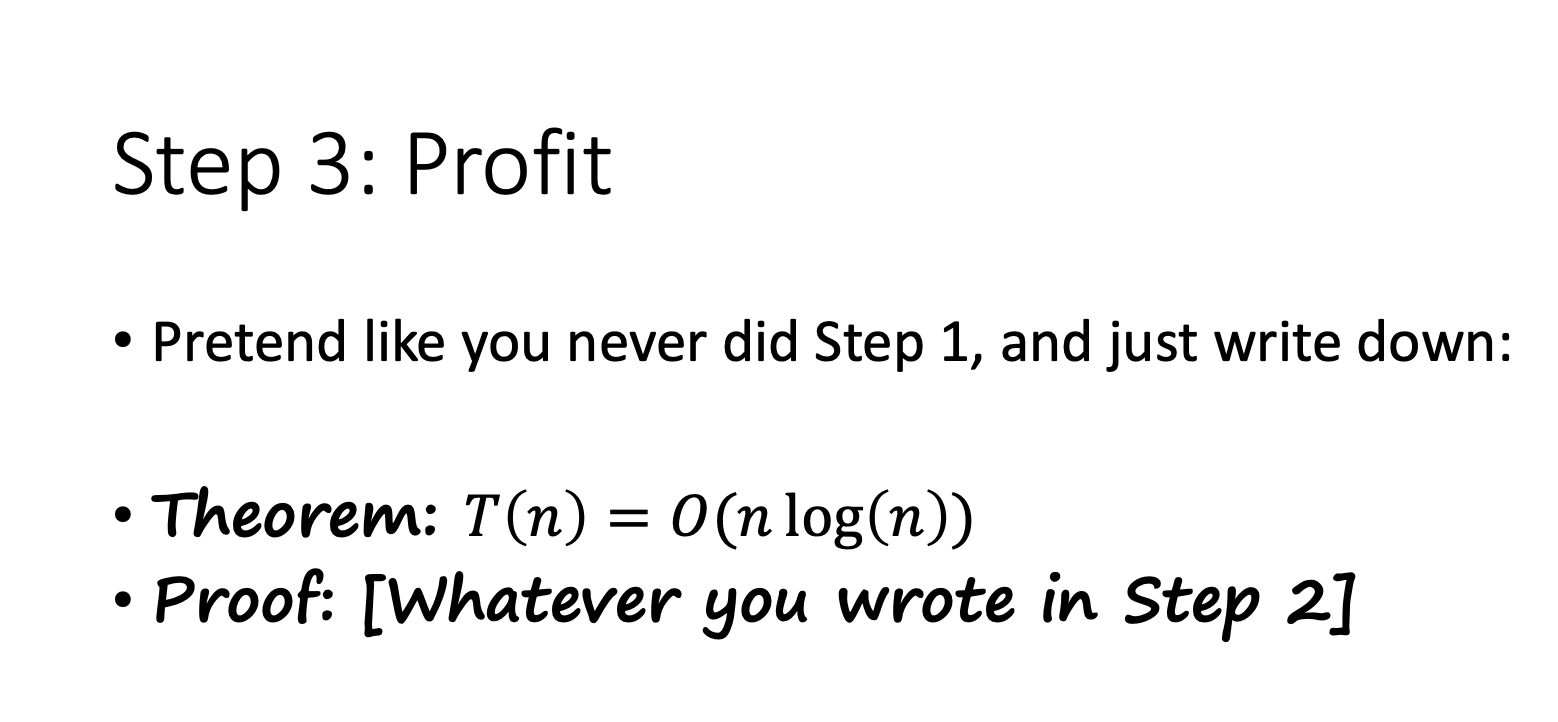 Step 3: Profit
• Pretend like you never did Step 1, and just write down:
• Theorem: T(n) = O(n log(n))
• Proof: [Whatever you wrote in Step 2]